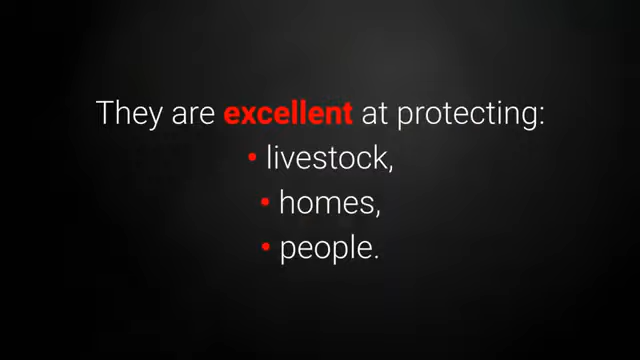 They are excellent at protecting:
• livestock,
• homes,
• people.